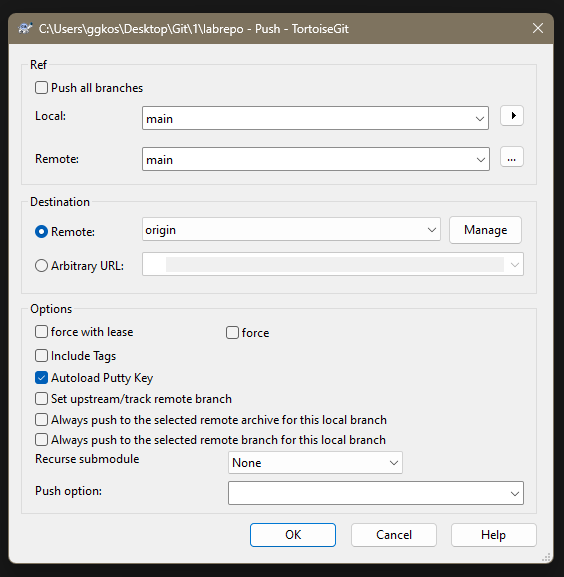 C:\Users\ggkos\Desktop\Git\1\labrepo - Push - TortoiseGit
Ref
Push all branches
Local:
main
Remote:
main
...
Destination
Remote:
origin
Manage
Arbitrary URL:
Options
force with lease
force
Include Tags
Autoload Putty Key
Set upstream/track remote branch
Always push to the selected remote archive for this local branch
Always push to the selected remote branch for this local branch
Recurse submodule
None
Push option:
OK
Cancel
Help